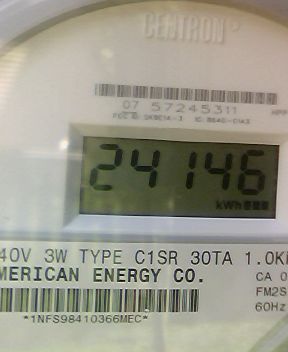 CENTRON
07 57245311
24146
kWh
40V 3W TYPE C1SR 30TA 1.0K
MERICAN ENERGY CO.
CA 0
FM2S
60Hz
*1NFS98410366MEC*